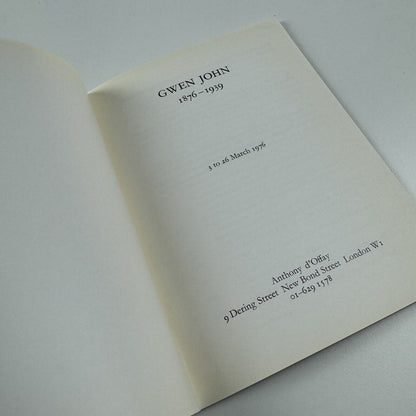 GWEN JOHN
1876–1939
3 to 26 March 1976
Anthony d'Offay
9 Dering Street New Bond Street London W1
01-629 1578